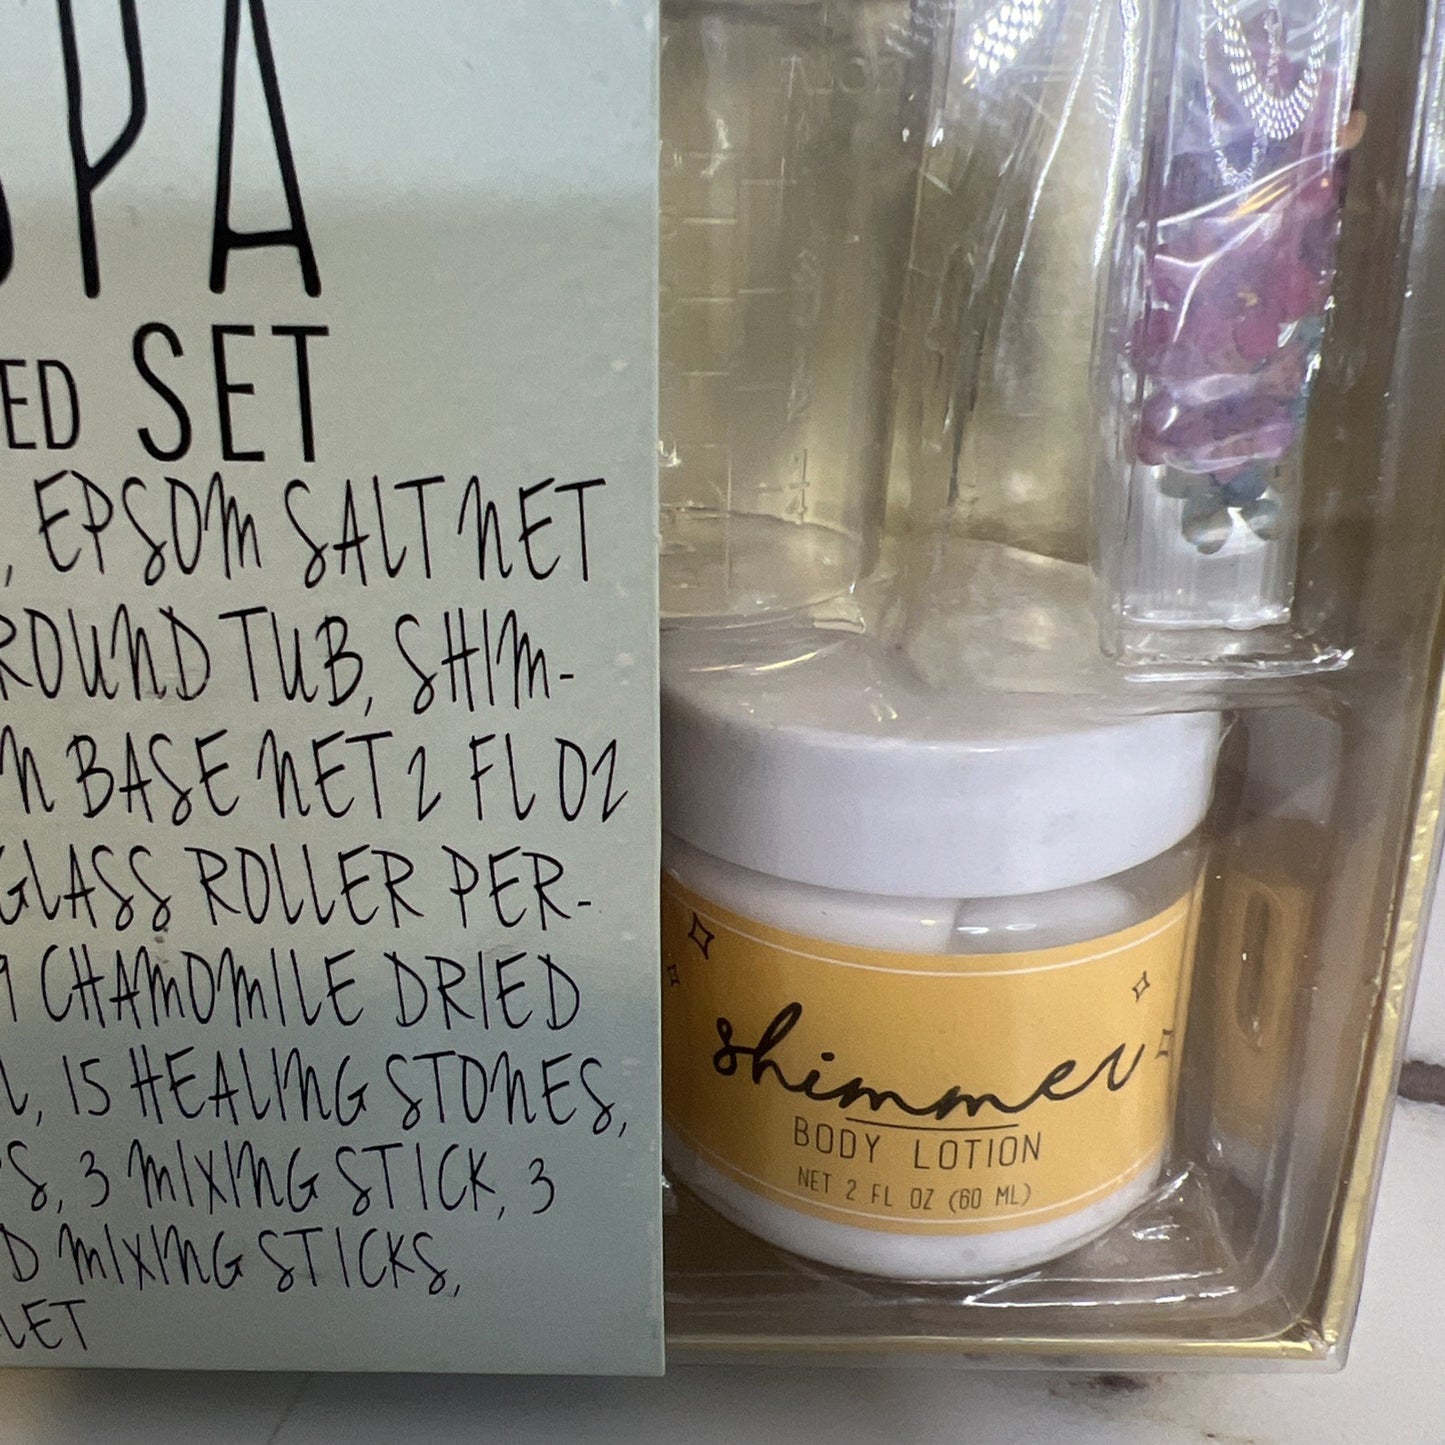 SPA
ED SET
, EPSOM SALT NET
ROUND TUB, SHIM-
N BASE NET 2 FL OZ
GLASS ROLLER PER-
9 CHAMOMILE DRIED
L, 15 HEALING STONES,
S, 3 MIXING STICK, 3
D MIXING STICKS,
LET
shimmer
BODY LOTION
NET 2 FL OZ (60 ML)